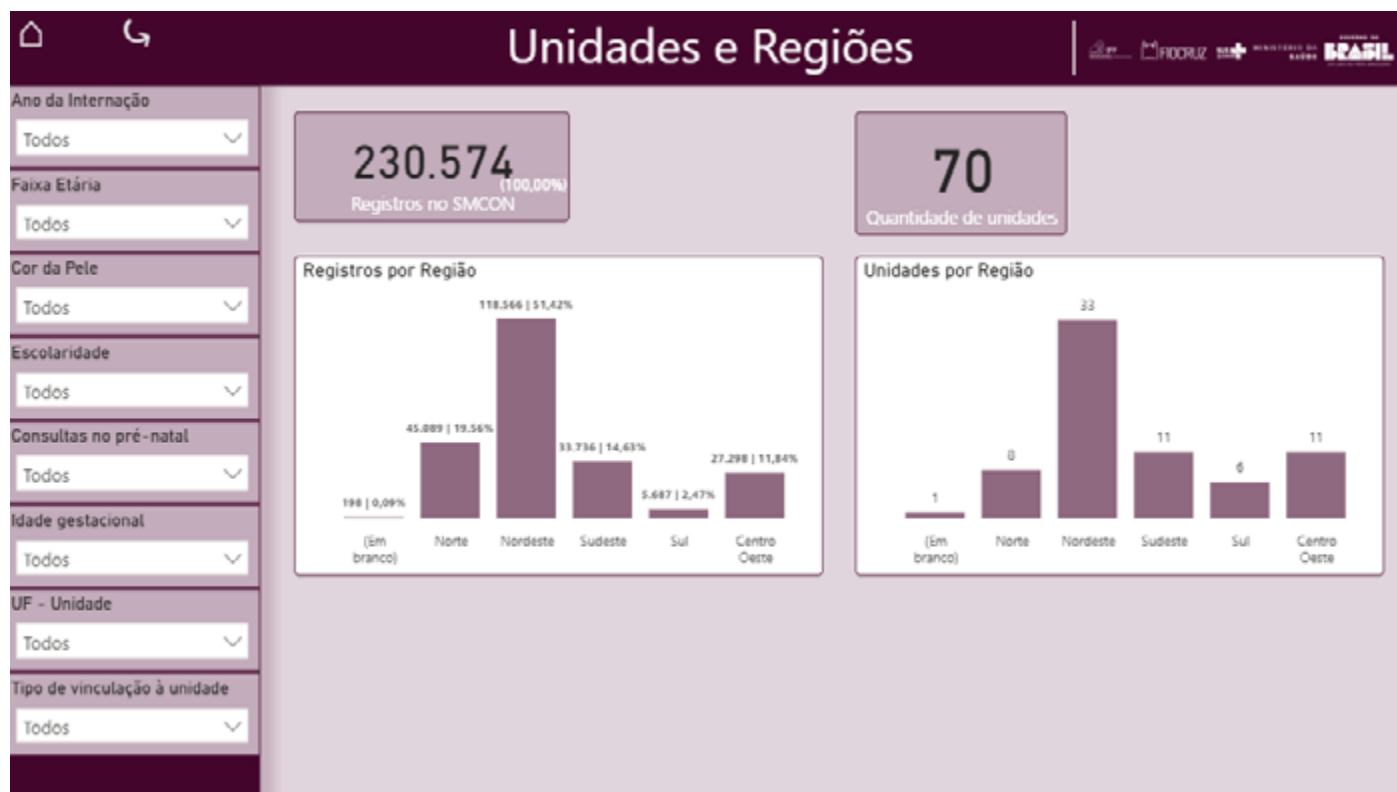 Unidades e Regiões
FIOCRUZ
MINISTÉRIO DA
SAÚDE
GOVERNO DO
BRASIL
Ano da Internação
Todos
Faixa Etária
Todos
Cor da Pele
Todos
Escolaridade
Todos
Consultas no pré-natal
Todos
Idade gestacional
Todos
UF - Unidade
Todos
Tipo de vinculação à unidade
Todos
230.574
(100,00%)
Registros no SMCON
70
Quantidade de unidades
Registros por Região
118.566 | 51,42%
45.089 | 19,56%
33.736 | 14,63%
27.298 | 11,84%
5.687 | 2,47%
198 | 0,09%
(Em
branco)
Norte
Nordeste
Sudeste
Sul
Centro
Oeste
Unidades por Região
33
11
11
8
6
1
(Em
branco)
Norte
Nordeste
Sudeste
Sul
Centro
Oeste